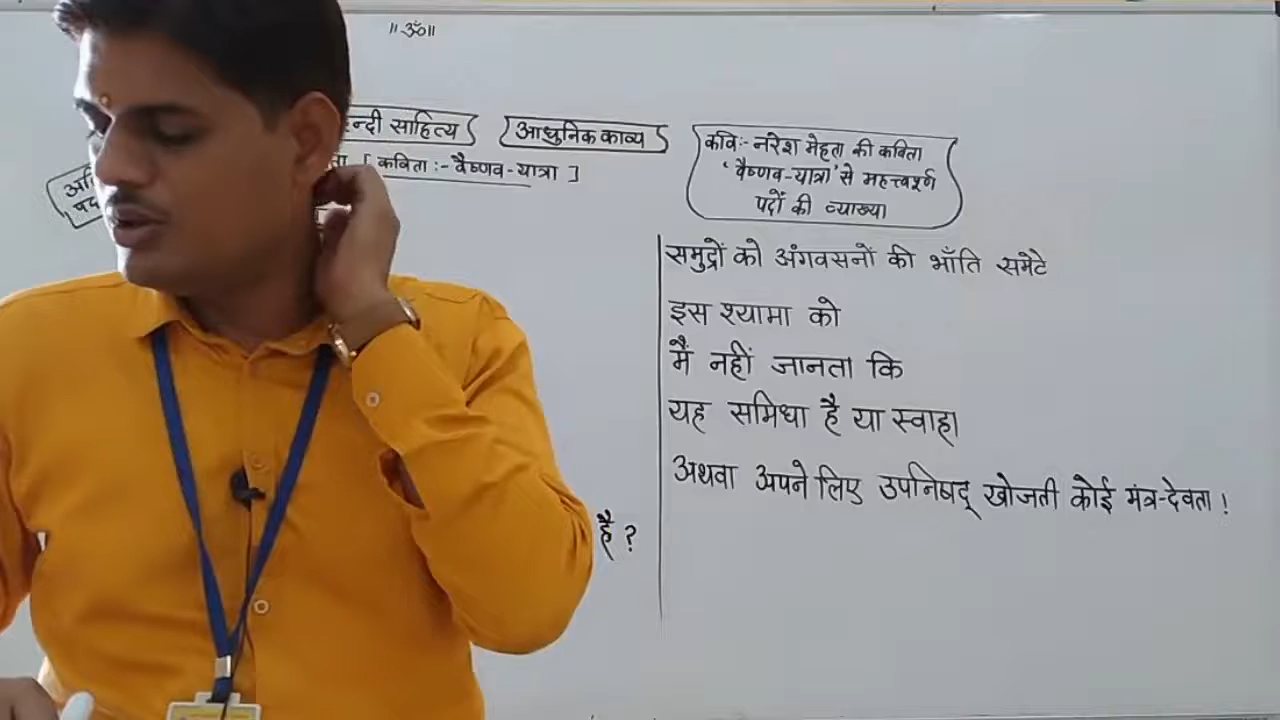 ॥ ॐ ॥
न्दी साहित्य
आधुनिक काव्य
कविः- नरेश मेहता की कविता
'वैष्णव-यात्रा' से महत्त्वपूर्ण
पदों की व्याख्या
ता [ कविता :- वैष्णव-यात्रा ]
समुद्रों को अंगवसनों की भाँति समेटे
इस श्यामा को
मैं नहीं जानता कि
यह समिधा है या स्वाहा
अथवा अपने लिए उपनिषद् खोजती कोई मंत्र-देवता !
है ?